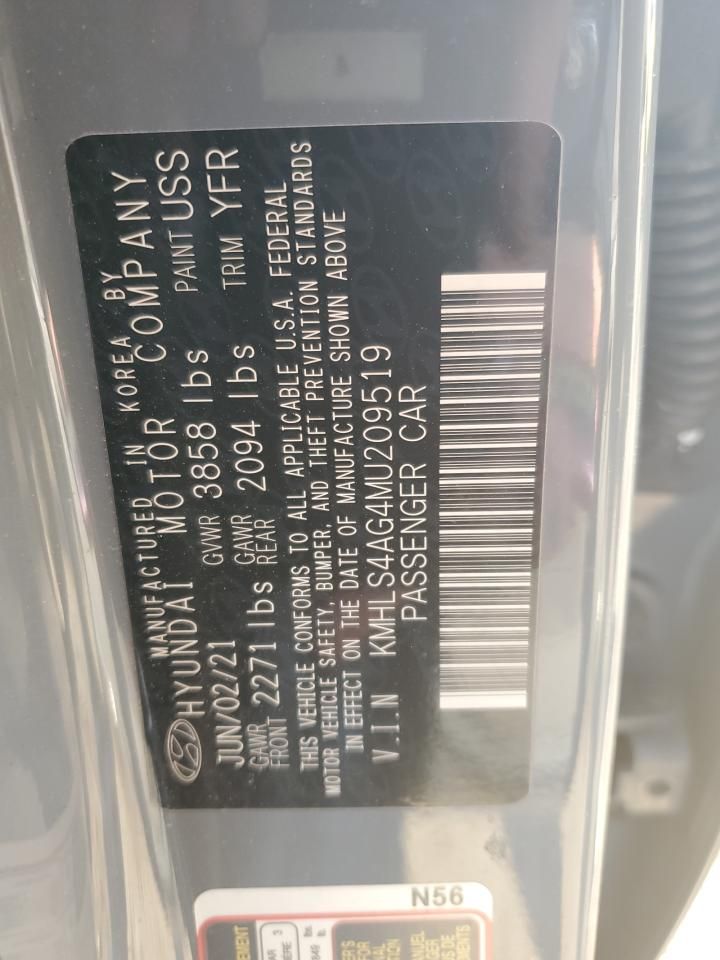 MANUFACTURED IN KOREA BY
HYUNDAI MOTOR COMPANY
JUN/02/21 GVWR 3858 lbs PAINT USS
GAWR FRONT 2271 lbs GAWR REAR 2094 lbs TRIM YFR
THIS VEHICLE CONFORMS TO ALL APPLICABLE U.S.A. FEDERAL
MOTOR VEHICLE SAFETY, BUMPER, AND THEFT PREVENTION STANDARDS
IN EFFECT ON THE DATE OF MANUFACTURE SHOWN ABOVE
V.I.N KMHLS4AG4MU209519
PASSENGER CAR
N56